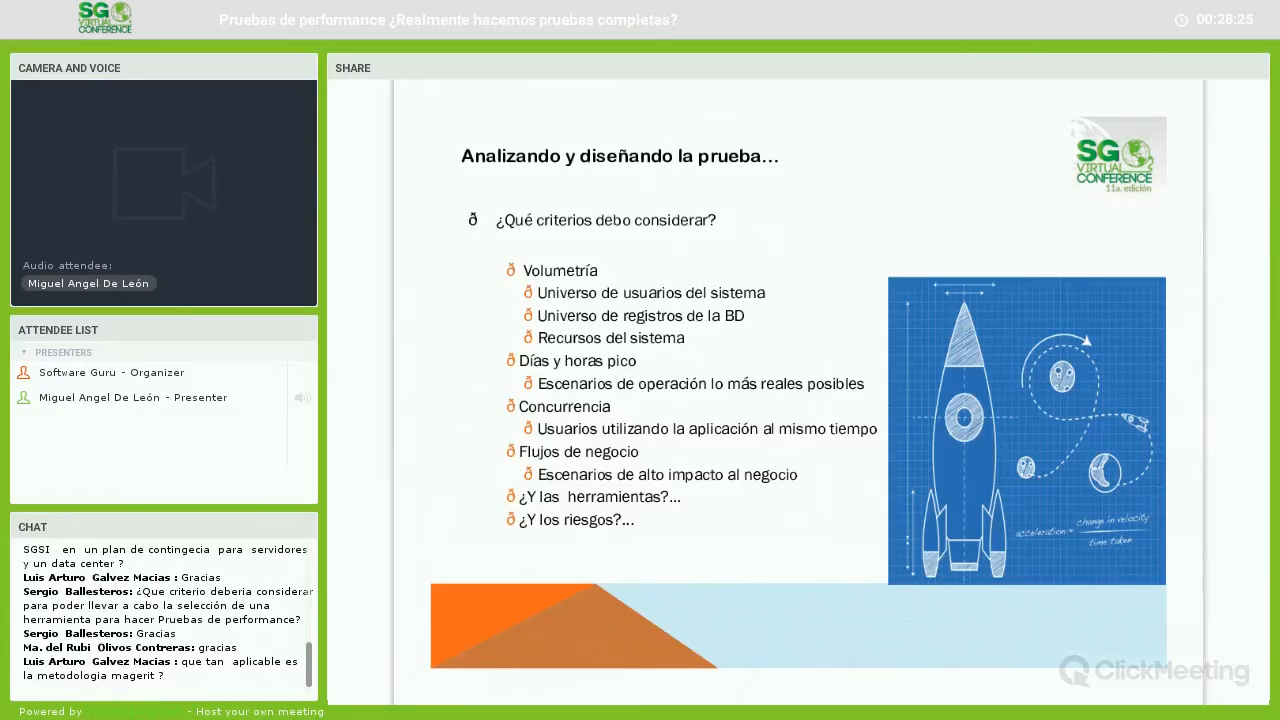 SG
VIRTUAL
CONFERENCE
Pruebas de performance ¿Realmente hacemos pruebas completas?
00:28:25
CAMERA AND VOICE
Audio attendee:
Miguel Angel De León
ATTENDEE LIST
PRESENTERS
Software Guru - Organizer
Miguel Angel De León - Presenter
CHAT
SGSI en un plan de contingecia para servidores
y un data center ?
Luis Arturo Galvez Macias : Gracias
Sergio Ballesteros: ¿Que criterio deberia considerar
para poder llevar a cabo la selección de una
herramienta para hacer Pruebas de performance?
Sergio Ballesteros: Gracias
Ma. del Rubi Olivos Contreras: gracias
Luis Arturo Galvez Macias : que tan aplicable es
la metodologia magerit ?
Powered by - Host your own meeting
SHARE
Analizando y diseñando la prueba...
SG
VIRTUAL
CONFERENCE
11a. edición
ð ¿Qué criterios debo considerar?
ð Volumetría
ð Universo de usuarios del sistema
ð Universo de registros de la BD
ð Recursos del sistema
ð Días y horas pico
ð Escenarios de operación lo más reales posibles
ð Concurrencia
ð Usuarios utilizando la aplicación al mismo tiempo
ð Flujos de negocio
ð Escenarios de alto impacto al negocio
ð ¿Y las herramientas?...
ð ¿Y los riesgos?...
acceleration = change in velocity
time taken
ClickMeeting